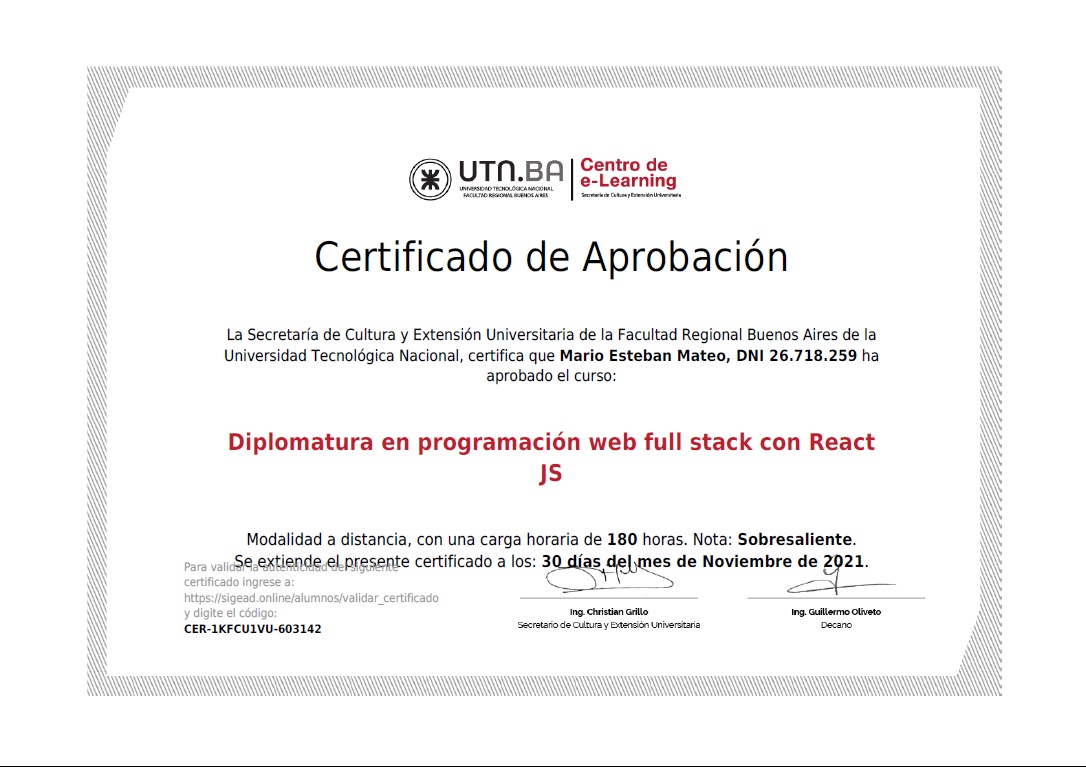 UTN.BA
UNIVERSIDAD TECNOLÓGICA NACIONAL
FACULTAD REGIONAL BUENOS AIRES
Centro de
e-Learning
Secretaría de Cultura y Extensión Universitaria
Certificado de Aprobación
La Secretaría de Cultura y Extensión Universitaria de la Facultad Regional Buenos Aires de la
Universidad Tecnológica Nacional, certifica que Mario Esteban Mateo, DNI 26.718.259 ha
aprobado el curso:
Diplomatura en programación web full stack con React
JS
Modalidad a distancia, con una carga horaria de 180 horas. Nota: Sobresaliente.
Se extiende el presente certificado a los: 30 días del mes de Noviembre de 2021.
Para validar la autenticidad del siguiente
certificado ingrese a:
https://sigead.online/alumnos/validar_certificado
y digite el código:
CER-1KFCU1VU-603142
Ing. Christian Grillo
Secretario de Cultura y Extensión Universitaria
Ing. Guillermo Oliveto
Decano